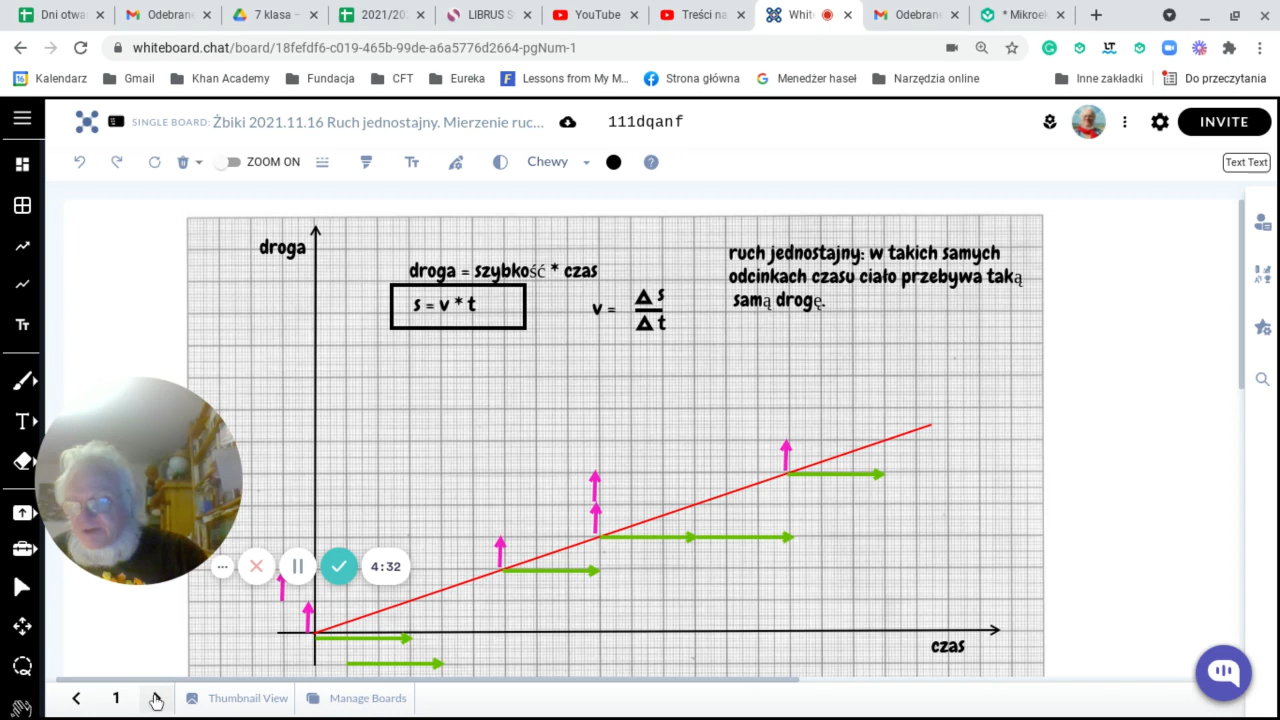 Dni otwa
Odebrane
7 klasa –
2021/20
LIBRUS S
YouTube
Treści na
Whit
Odebrane
* Mikroek
whiteboard.chat/board/18fefdf6-c019-465b-99de-a6a5776d2664-pgNum-1
Kalendarz
Gmail
Khan Academy
Fundacja
CFT
Eureka
Lessons from My M...
Strona główna
Menedżer haseł
Narzędzia online
Inne zakładki
Do przeczytania
SINGLE BOARD: Żbiki 2021.11.16 Ruch jednostajny. Mierzenie ruc...
111dqanf
INVITE
ZOOM ON
Tт
Chewy
Text Text
droga
droga = szybkość * czas
s = v * t
v = Δ s
Δ t
ruch jednostajny: w takich samych
odcinkach czasu ciało przebywa taką
samą drogę.
4:32
czas
1
Thumbnail View
Manage Boards